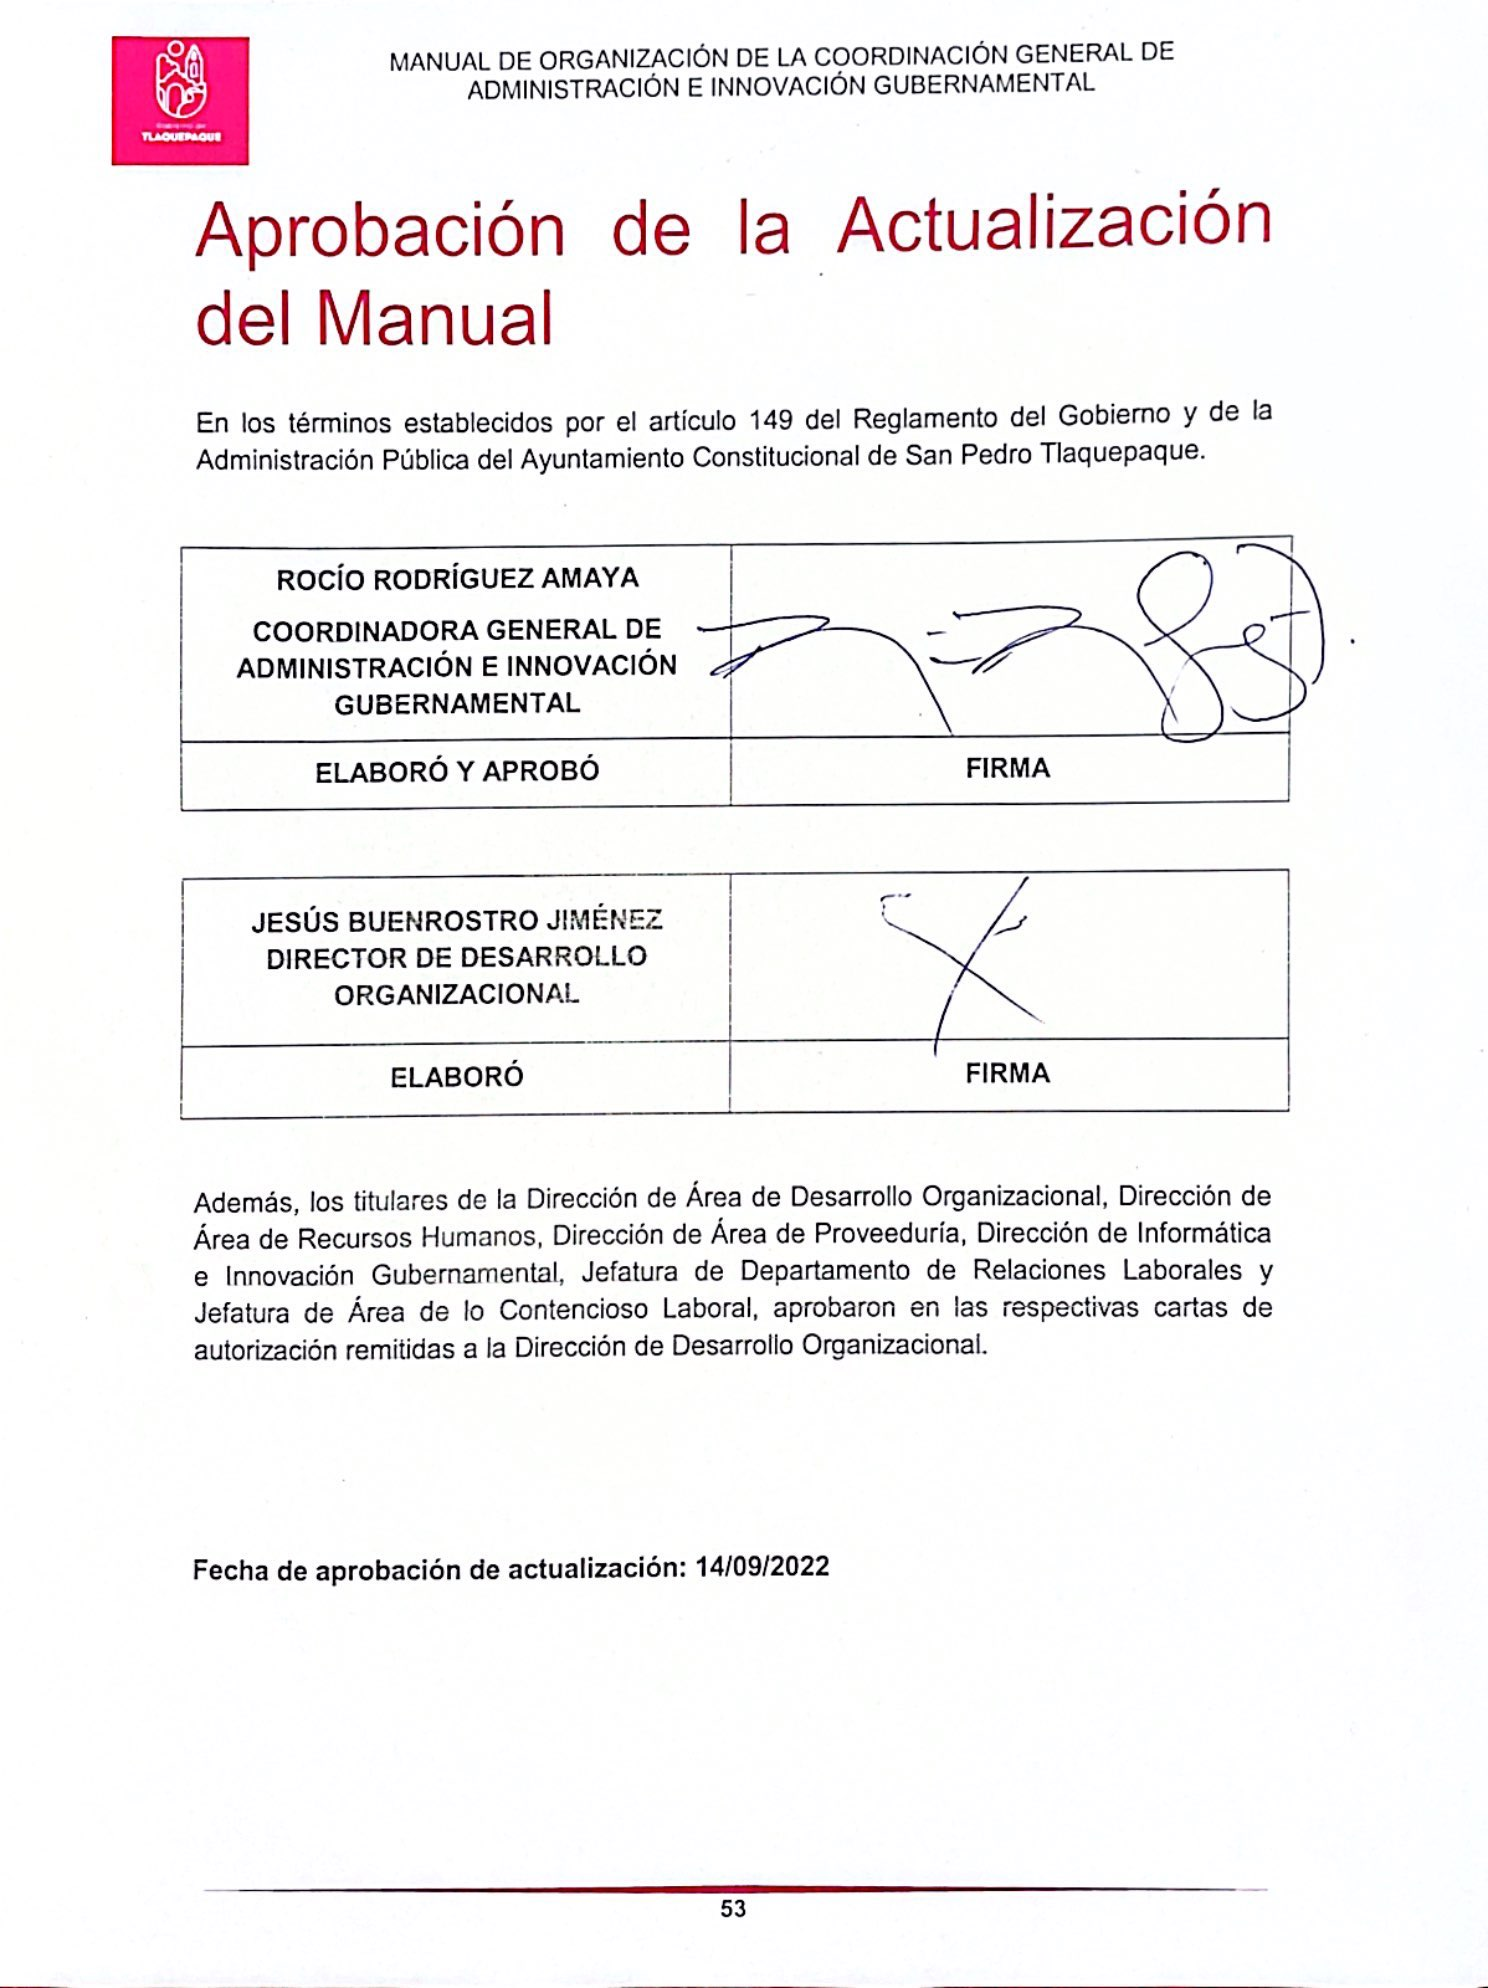 MANUAL DE ORGANIZACIÓN DE LA COORDINACIÓN GENERAL DE
ADMINISTRACIÓN E INNOVACIÓN GUBERNAMENTAL
TLAQUEPAQUE
Aprobación de la Actualización
del Manual
En los términos establecidos por el artículo 149 del Reglamento del Gobierno y de la
Administración Pública del Ayuntamiento Constitucional de San Pedro Tlaquepaque.
ROCÍO RODRÍGUEZ AMAYA
COORDINADORA GENERAL DE
ADMINISTRACIÓN E INNOVACIÓN
GUBERNAMENTAL
ELABORÓ Y APROBÓ
FIRMA
JESÚS BUENROSTRO JIMÉNEZ
DIRECTOR DE DESARROLLO
ORGANIZACIONAL
ELABORÓ
FIRMA
Además, los titulares de la Dirección de Área de Desarrollo Organizacional, Dirección de
Área de Recursos Humanos, Dirección de Área de Proveeduría, Dirección de Informática
e Innovación Gubernamental, Jefatura de Departamento de Relaciones Laborales y
Jefatura de Área de lo Contencioso Laboral, aprobaron en las respectivas cartas de
autorización remitidas a la Dirección de Desarrollo Organizacional.
Fecha de aprobación de actualización: 14/09/2022
53